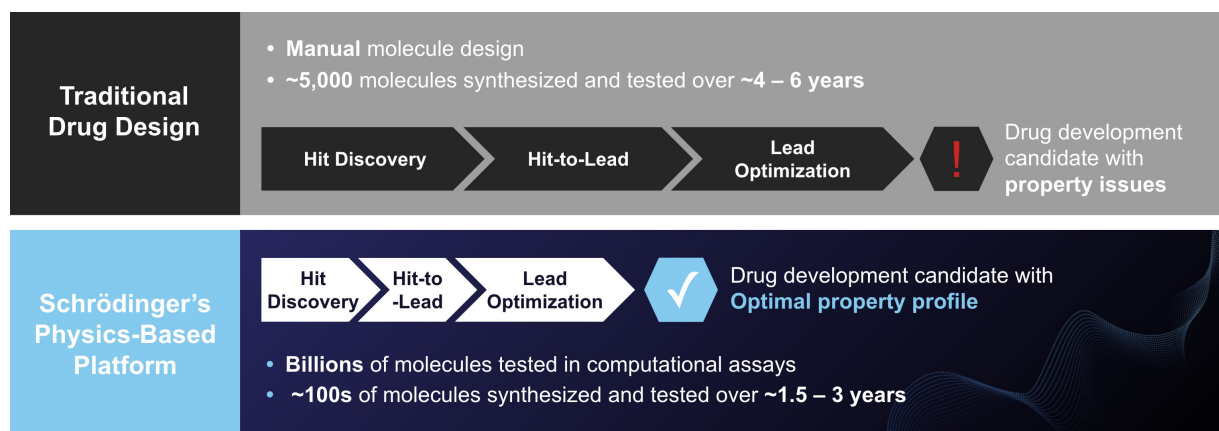 Traditional
Drug Design
• Manual molecule design
• ~5,000 molecules synthesized and tested over ~4 – 6 years
Hit Discovery
Hit-to-Lead
Lead
Optimization
!
Drug development
candidate with
property issues
Schrödinger’s
Physics-Based
Platform
Hit
Discovery
Hit-to
-Lead
Lead
Optimization
Drug development candidate with
Optimal property profile
• Billions of molecules tested in computational assays
• ~100s of molecules synthesized and tested over ~1.5 – 3 years